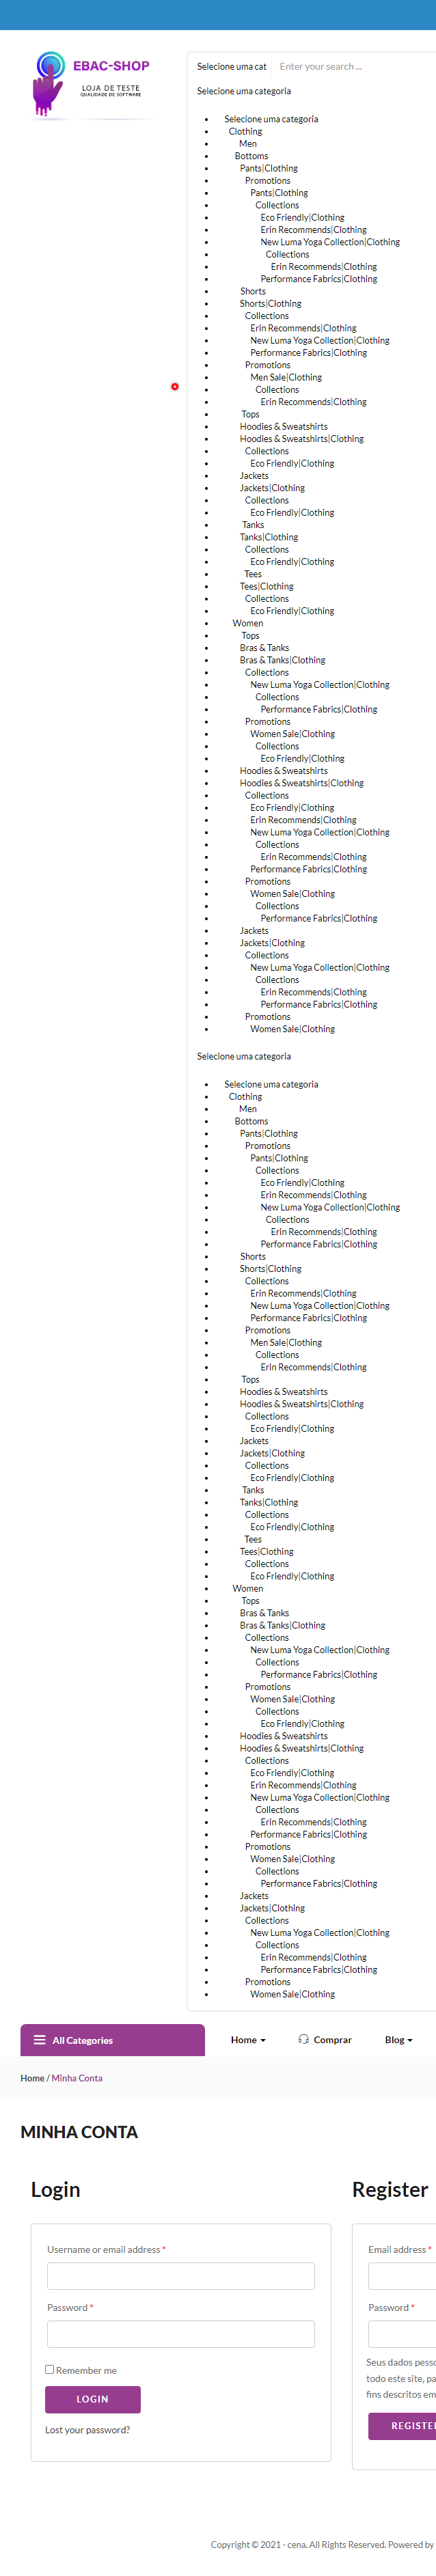 EBAC-SHOP
LOJA DE TESTE
QUALIDADE DE SOFTWARE
Selecione uma cat
Enter your search ...
Selecione uma categoria
Selecione uma categoria
Clothing
Men
Bottoms
Pants|Clothing
Promotions
Pants|Clothing
Collections
Eco Friendly|Clothing
Erin Recommends|Clothing
New Luma Yoga Collection|Clothing
Collections
Erin Recommends|Clothing
Performance Fabrics|Clothing
Shorts
Shorts|Clothing
Collections
Erin Recommends|Clothing
New Luma Yoga Collection|Clothing
Performance Fabrics|Clothing
Promotions
Men Sale|Clothing
Collections
Erin Recommends|Clothing
Tops
Hoodies & Sweatshirts
Hoodies & Sweatshirts|Clothing
Collections
Eco Friendly|Clothing
Jackets
Jackets|Clothing
Collections
Eco Friendly|Clothing
Tanks
Tanks|Clothing
Collections
Eco Friendly|Clothing
Tees
Tees|Clothing
Collections
Eco Friendly|Clothing
Women
Tops
Bras & Tanks
Bras & Tanks|Clothing
Collections
New Luma Yoga Collection|Clothing
Collections
Performance Fabrics|Clothing
Promotions
Women Sale|Clothing
Collections
Eco Friendly|Clothing
Hoodies & Sweatshirts
Hoodies & Sweatshirts|Clothing
Collections
Eco Friendly|Clothing
Erin Recommends|Clothing
New Luma Yoga Collection|Clothing
Collections
Erin Recommends|Clothing
Performance Fabrics|Clothing
Promotions
Women Sale|Clothing
Collections
Performance Fabrics|Clothing
Jackets
Jackets|Clothing
Collections
New Luma Yoga Collection|Clothing
Collections
Erin Recommends|Clothing
Performance Fabrics|Clothing
Promotions
Women Sale|Clothing
Selecione uma categoria
Selecione uma categoria
Clothing
Men
Bottoms
Pants|Clothing
Promotions
Pants|Clothing
Collections
Eco Friendly|Clothing
Erin Recommends|Clothing
New Luma Yoga Collection|Clothing
Collections
Erin Recommends|Clothing
Performance Fabrics|Clothing
Shorts
Shorts|Clothing
Collections
Erin Recommends|Clothing
New Luma Yoga Collection|Clothing
Performance Fabrics|Clothing
Promotions
Men Sale|Clothing
Collections
Erin Recommends|Clothing
Tops
Hoodies & Sweatshirts
Hoodies & Sweatshirts|Clothing
Collections
Eco Friendly|Clothing
Jackets
Jackets|Clothing
Collections
Eco Friendly|Clothing
Tanks
Tanks|Clothing
Collections
Eco Friendly|Clothing
Tees
Tees|Clothing
Collections
Eco Friendly|Clothing
Women
Tops
Bras & Tanks
Bras & Tanks|Clothing
Collections
New Luma Yoga Collection|Clothing
Collections
Performance Fabrics|Clothing
Promotions
Women Sale|Clothing
Collections
Eco Friendly|Clothing
Hoodies & Sweatshirts
Hoodies & Sweatshirts|Clothing
Collections
Eco Friendly|Clothing
Erin Recommends|Clothing
New Luma Yoga Collection|Clothing
Collections
Erin Recommends|Clothing
Performance Fabrics|Clothing
Promotions
Women Sale|Clothing
Collections
Performance Fabrics|Clothing
Jackets
Jackets|Clothing
Collections
New Luma Yoga Collection|Clothing
Collections
Erin Recommends|Clothing
Performance Fabrics|Clothing
Promotions
Women Sale|Clothing
All Categories
Home
Comprar
Blog
Home / Minha Conta
MINHA CONTA
Login
Username or email address *
Password *
Remember me
LOGIN
Lost your password?
Register
Email address *
Password *
Seus dados pesso
todo este site, pa
fins descritos em
REGISTER
Copyright © 2021 - cena. All Rights Reserved. Powered by